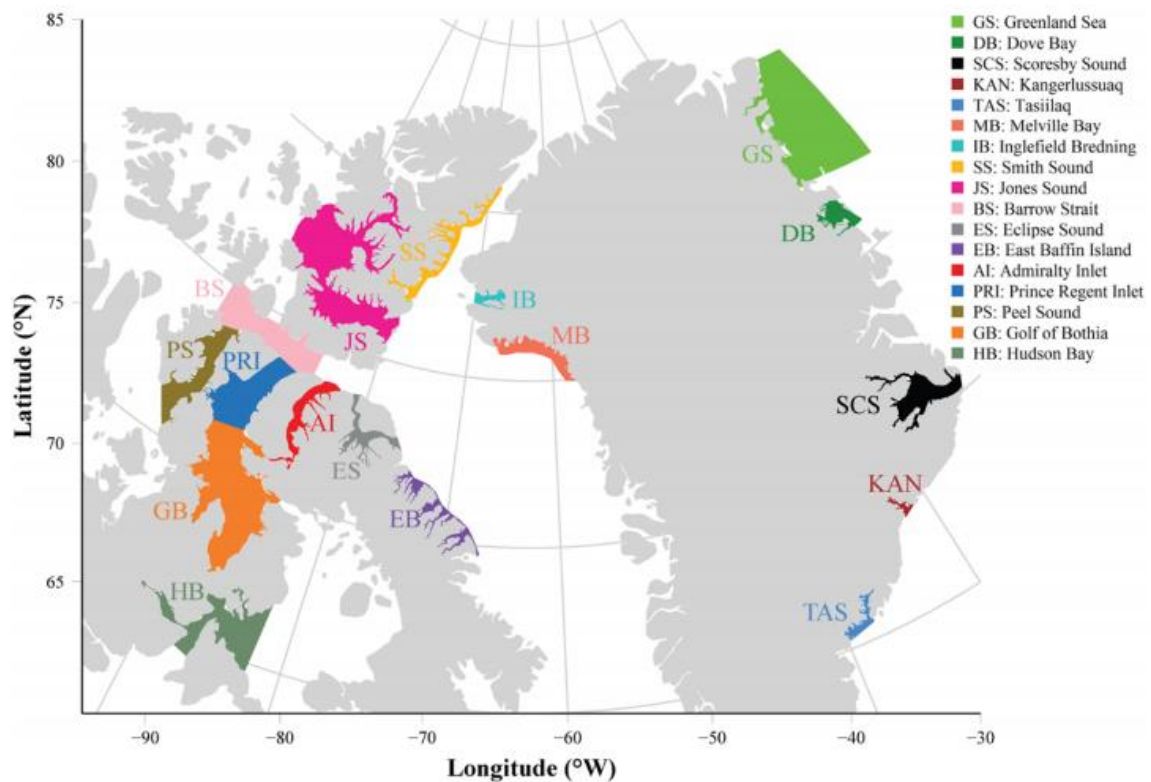 85
80
75
70
65
Latitude (°N)
−90
−80
−70
−60
−50
−40
−30
Longitude (°W)
GS
DB
SS
IB
BS
MB
JS
PS
PRI
SCS
AI
ES
KAN
GB
EB
HB
TAS
GS: Greenland Sea
DB: Dove Bay
SCS: Scoresby Sound
KAN: Kangerlussuaq
TAS: Tasiilaq
MB: Melville Bay
IB: Inglefield Bredning
SS: Smith Sound
JS: Jones Sound
BS: Barrow Strait
ES: Eclipse Sound
EB: East Baffin Island
AI: Admiralty Inlet
PRI: Prince Regent Inlet
PS: Peel Sound
GB: Golf of Bothia
HB: Hudson Bay